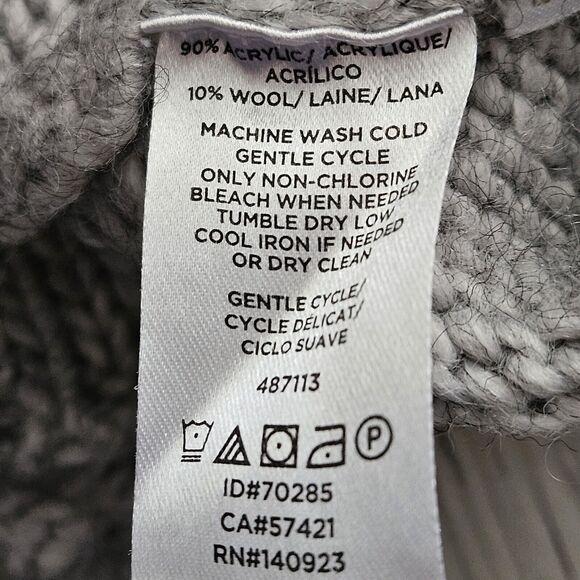 90% ACRYLIC/ ACRYLIQUE/
ACRÍLICO
10% WOOL/ LAINE/ LANA
MACHINE WASH COLD
GENTLE CYCLE
ONLY NON-CHLORINE
BLEACH WHEN NEEDED
TUMBLE DRY LOW
COOL IRON IF NEEDED
OR DRY CLEAN
GENTLE CYCLE/
CYCLE DÉLICAT/
CICLO SUAVE
487113
P
ID#70285
CA#57421
RN#140923